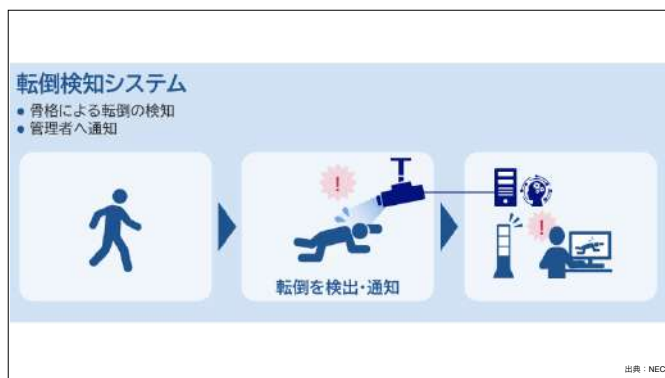 転倒検知システム
● 骨格による転倒の検知
● 管理者へ通知
!
転倒を検出・通知
!
出典：NEC